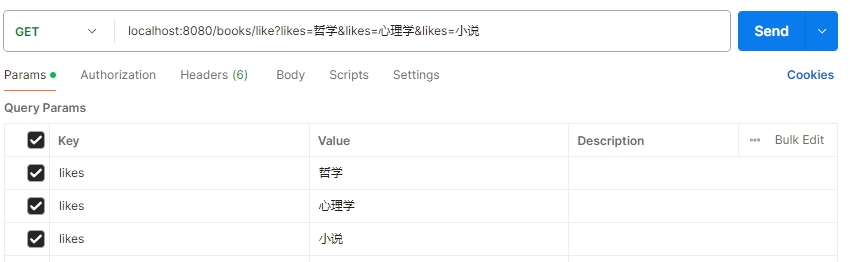 GET localhost:8080/books/like?likes=哲学&likes=心理学&likes=小说 Send
Params Authorization Headers (6) Body Scripts Settings Cookies
Query Params
Key Value Description Bulk Edit
likes 哲学
likes 心理学
likes 小说